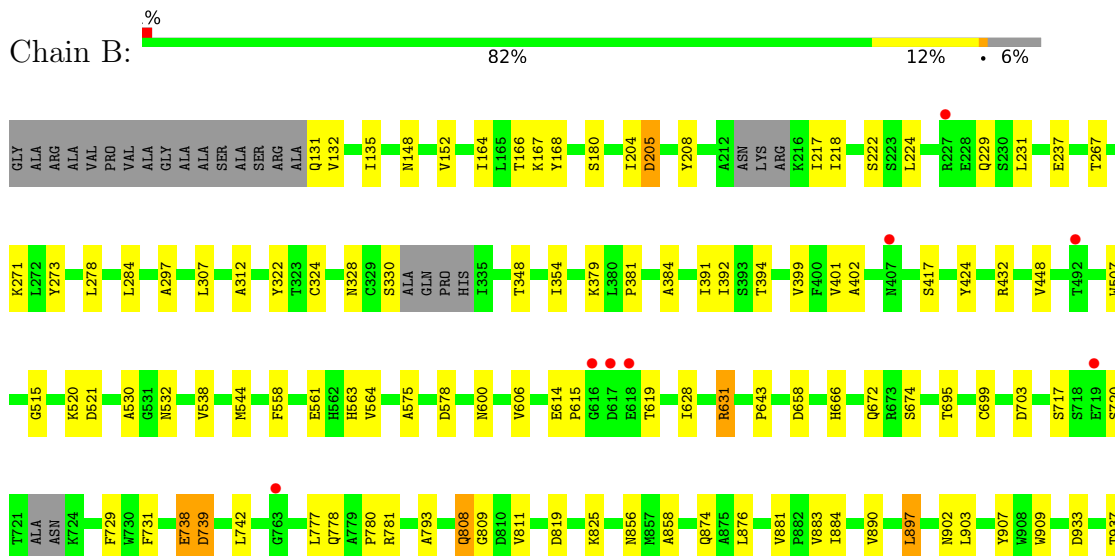 .%
Chain B:
82% 12% • 6%
GLY ALA ARG ALA VAL PRO VAL ALA GLY ALA ALA SER ALA SER ARG ALA Q131 V132 I135 N148 V152 I164 L165 T166 K167 Y168 S180 I204 D205 Y208 A212 ASN LYS ARG K216 I217 I218 S222 S223 L224 R227 E228 Q229 S230 L231 E237 T267
K271 L272 Y273 L278 L284 A297 L307 A312 Y322 T323 C324 N328 C329 S330 ALA GLN PRO HIS I335 T348 I354 K379 L380 P381 A384 I391 I392 S393 T394 V399 F400 V401 A402 N407 S417 Y424 R432 V448 T492 W507
G515 K520 D521 A530 G531 N532 V538 M544 F558 E561 H562 H563 V564 A575 D578 N600 V606 E614 P615 G616 D617 E618 T619 I628 R631 P643 D658 H666 Q672 R673 S674 T695 C699 D703 S717 S718 E719 S720
T721 ALA ASN K724 F729 W730 F731 E738 D739 L742 G763 L777 Q778 A779 P780 R781 A793 Q808 G809 D810 V811 D819 K825 N856 M857 A858 Q874 A875 L876 V881 P882 V883 I884 V890 L897 N902 L903 Y907 W908 W909 D933